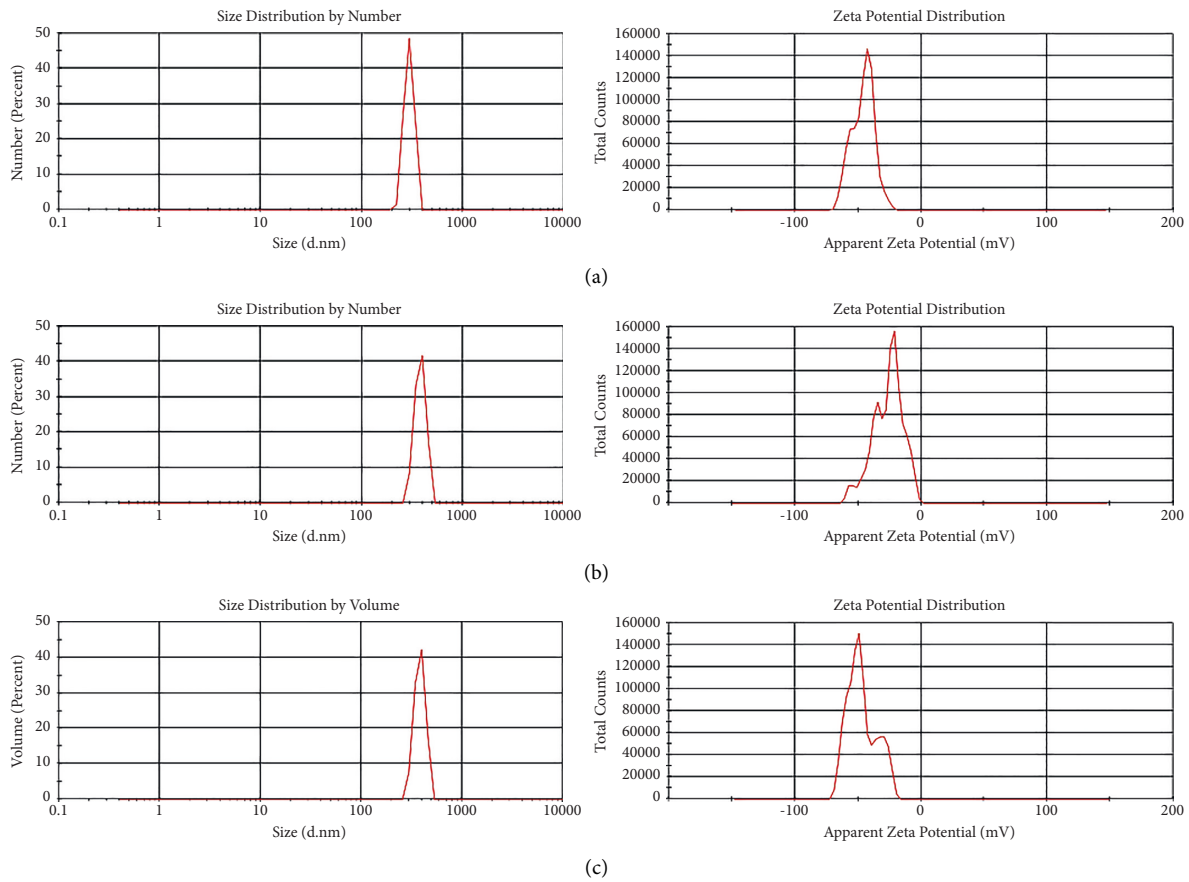 Size Distribution by Number
Number (Percent)
50
40
30
20
10
0
0.1 1 10 100 1000 10000
Size (d.nm)
Zeta Potential Distribution
Total Counts
160000
140000
120000
100000
80000
60000
40000
20000
0
-100 0 100 200
Apparent Zeta Potential (mV)
(a)
Size Distribution by Number
Number (Percent)
50
40
30
20
10
0
0.1 1 10 100 1000 10000
Size (d.nm)
Zeta Potential Distribution
Total Counts
160000
140000
120000
100000
80000
60000
40000
20000
0
-100 0 100 200
Apparent Zeta Potential (mV)
(b)
Size Distribution by Volume
Volume (Percent)
50
40
30
20
10
0
0.1 1 10 100 1000 10000
Size (d.nm)
Zeta Potential Distribution
Total Counts
160000
140000
120000
100000
80000
60000
40000
20000
0
-100 0 100 200
Apparent Zeta Potential (mV)
(c)